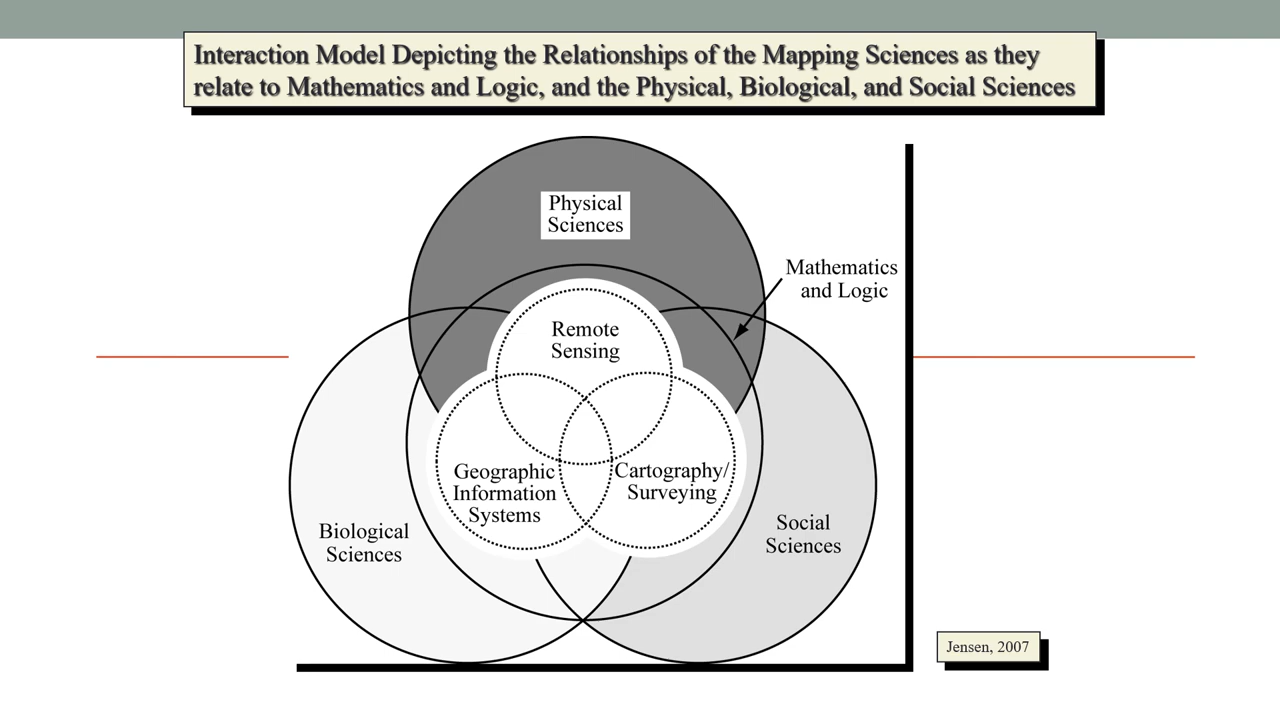 Interaction Model Depicting the Relationships of the Mapping Sciences as they
relate to Mathematics and Logic, and the Physical, Biological, and Social Sciences
Physical
Sciences
Mathematics
and Logic
Remote
Sensing
Geographic
Information
Systems
Cartography/
Surveying
Biological
Sciences
Social
Sciences
Jensen, 2007